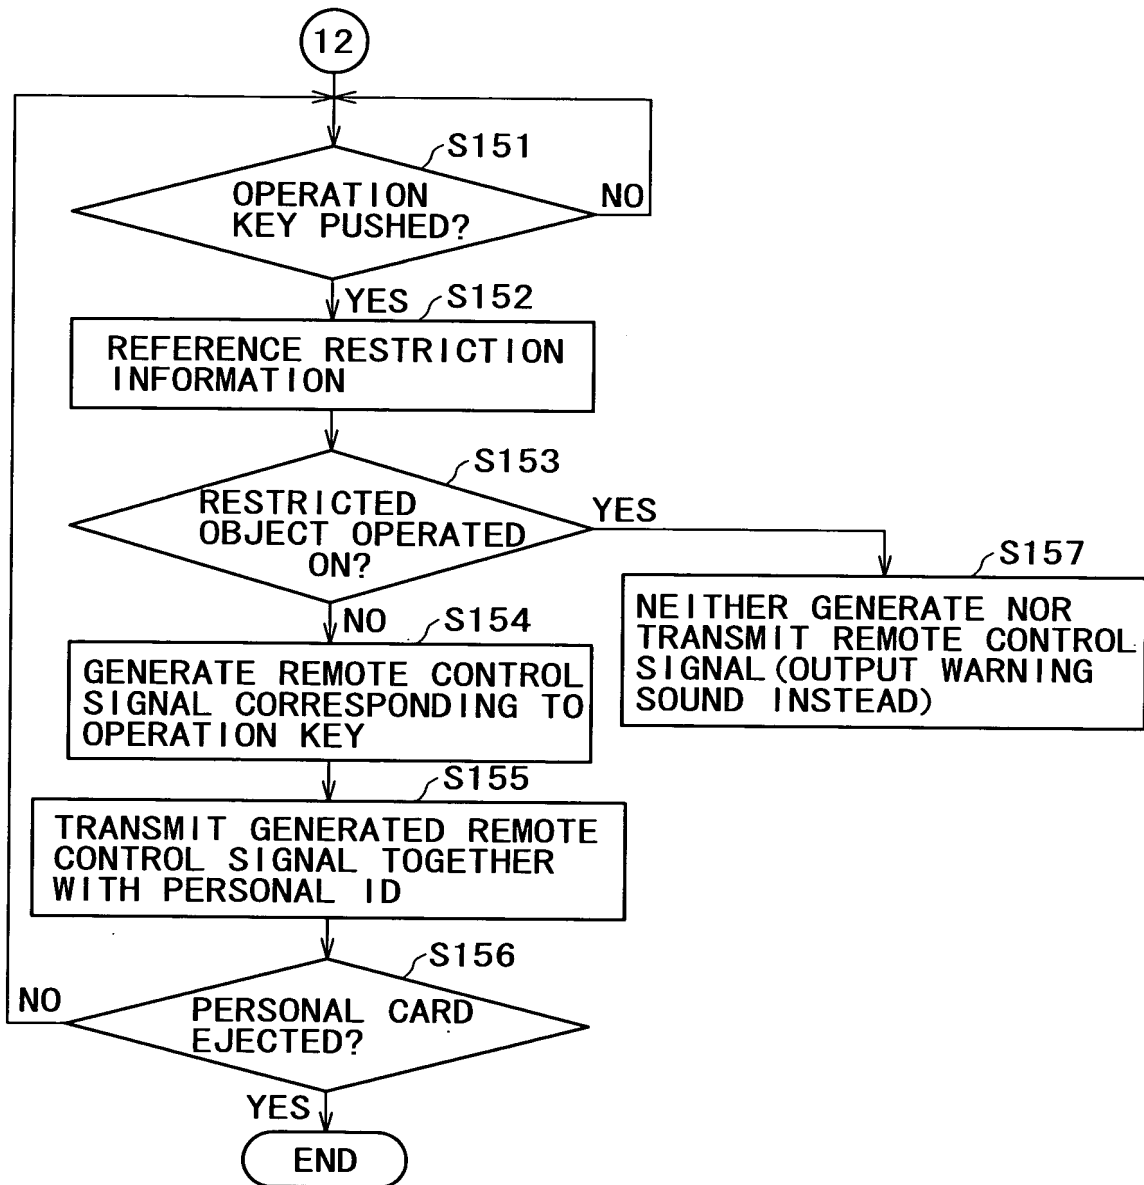 12
S151
OPERATION
KEY PUSHED?
NO
YES
S152
REFERENCE RESTRICTION
INFORMATION
S153
RESTRICTED
OBJECT OPERATED
ON?
YES
S157
NEITHER GENERATE NOR
TRANSMIT REMOTE CONTROL
SIGNAL (OUTPUT WARNING
SOUND INSTEAD)
NO
S154
GENERATE REMOTE CONTROL
SIGNAL CORRESPONDING TO
OPERATION KEY
S155
TRANSMIT GENERATED REMOTE
CONTROL SIGNAL TOGETHER
WITH PERSONAL ID
S156
NO
PERSONAL CARD
EJECTED?
YES
END